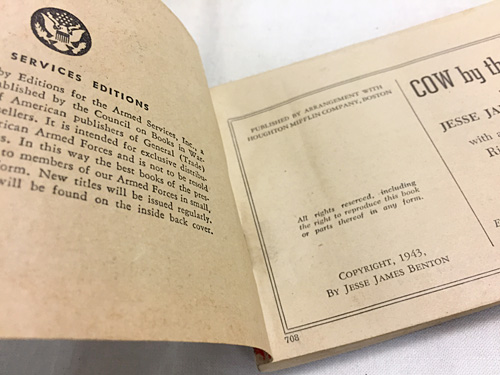 SERVICES EDITIONS
by Editions for the Armed Services, Inc., a
ublished by the Council on Books in War-
f American publishers of General (Trade)
sellers. It is intended for exclusive distribu-
rican Armed Forces and is not to be resold
s. In this way the best books of the pres-
to members of our Armed Forces in small,
orm. New titles will be issued regularly.
will be found on the inside back cover.
PUBLISHED BY ARRANGEMENT WITH
HOUGHTON MIFFLIN COMPANY, BOSTON
All rights reserved, including
the right to reproduce this book
or parts thereof in any form.
COPYRIGHT, 1943,
BY JESSE JAMES BENTON
708
COW by th
JESSE JA
with
Ri